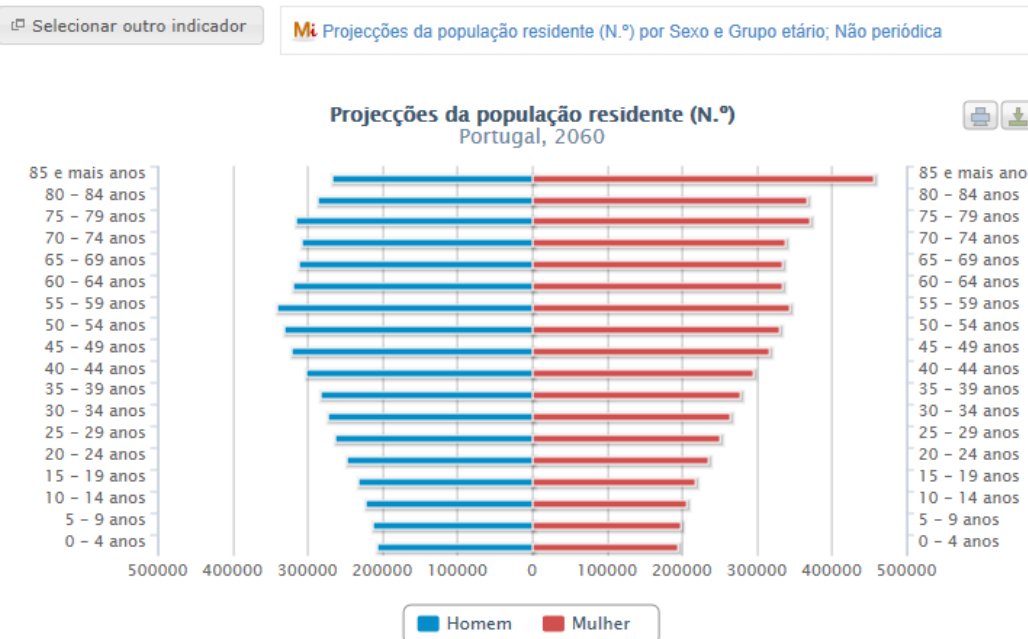 Selecionar outro indicador
Mi Projecções da população residente (N.º) por Sexo e Grupo etário; Não periódica
Projecções da população residente (N.º)
Portugal, 2060
85 e mais anos 85 e mais ano
80 - 84 anos 80 - 84 anos
75 - 79 anos 75 - 79 anos
70 - 74 anos 70 - 74 anos
65 - 69 anos 65 - 69 anos
60 - 64 anos 60 - 64 anos
55 - 59 anos 55 - 59 anos
50 - 54 anos 50 - 54 anos
45 - 49 anos 45 - 49 anos
40 - 44 anos 40 - 44 anos
35 - 39 anos 35 - 39 anos
30 - 34 anos 30 - 34 anos
25 - 29 anos 25 - 29 anos
20 - 24 anos 20 - 24 anos
15 - 19 anos 15 - 19 anos
10 - 14 anos 10 - 14 anos
5 - 9 anos 5 - 9 anos
0 - 4 anos 0 - 4 anos
500000 400000 300000 200000 100000 0 100000 200000 300000 400000 500000
Homem Mulher